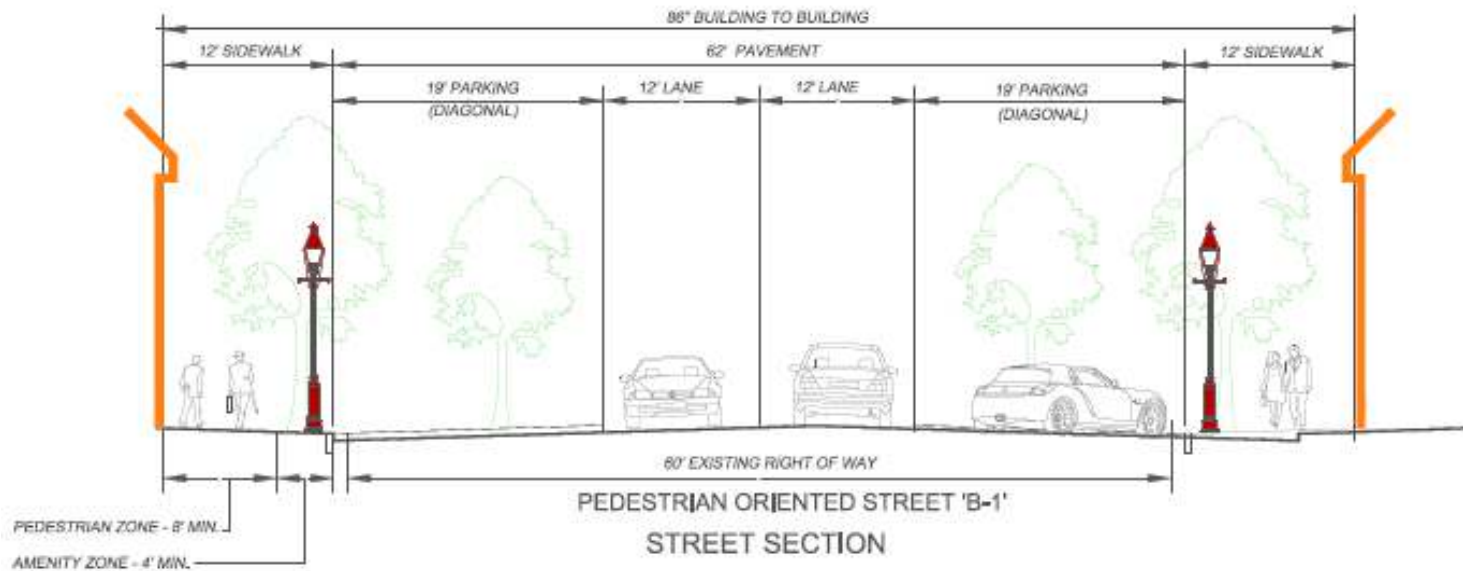 86" BUILDING TO BUILDING
12' SIDEWALK
62' PAVEMENT
12' SIDEWALK
19' PARKING
(DIAGONAL)
12' LANE
12' LANE
19' PARKING
(DIAGONAL)
60' EXISTING RIGHT OF WAY
PEDESTRIAN ZONE - 8' MIN.
AMENITY ZONE - 4' MIN.
PEDESTRIAN ORIENTED STREET 'B-1'
STREET SECTION